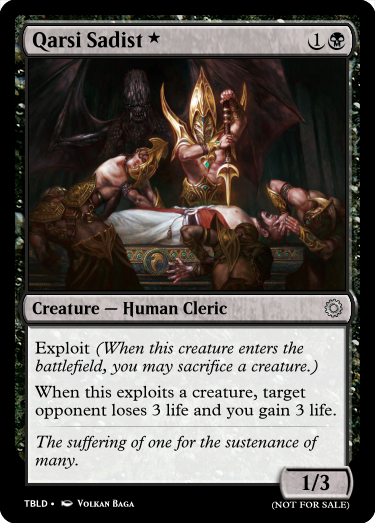 Qarsi Sadist ★ 1
Creature — Human Cleric
Exploit (When this creature enters the
battlefield, you may sacrifice a creature.)
When this exploits a creature, target
opponent loses 3 life and you gain 3 life.
The suffering of one for the sustenance of
many.
1/3
TBLD • Volkan Baga
(NOT FOR SALE)